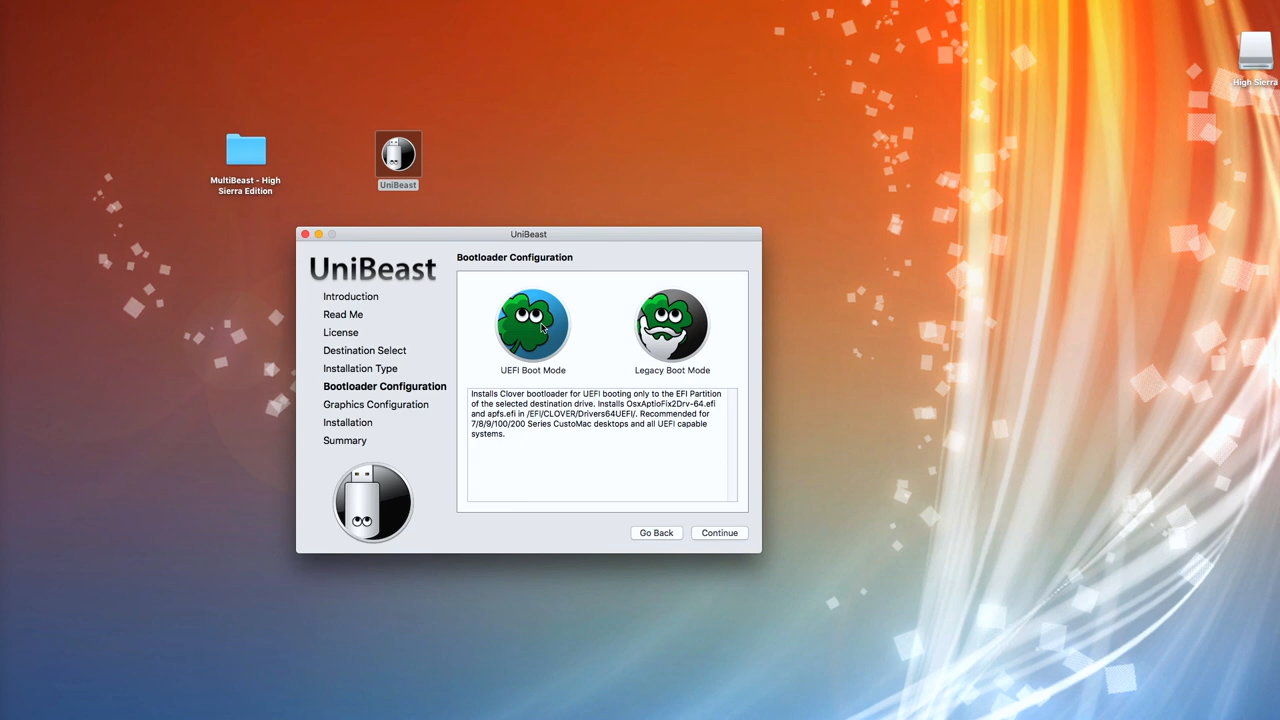 High Sierra
MultiBeast - High
Sierra Edition
UniBeast
UniBeast
UniBeast
Introduction
Read Me
License
Destination Select
Installation Type
Bootloader Configuration
Graphics Configuration
Installation
Summary
Bootloader Configuration
UEFI Boot Mode
Legacy Boot Mode
Installs Clover bootloader for UEFI booting only to the EFI Partition
of the selected destination drive. Installs OsxAptioFix2Drv-64.efi
and apfs.efi in /EFI/CLOVER/Drivers64UEFI/. Recommended for
7/8/9/100/200 Series CustoMac desktops and all UEFI capable
systems.
Go Back
Continue